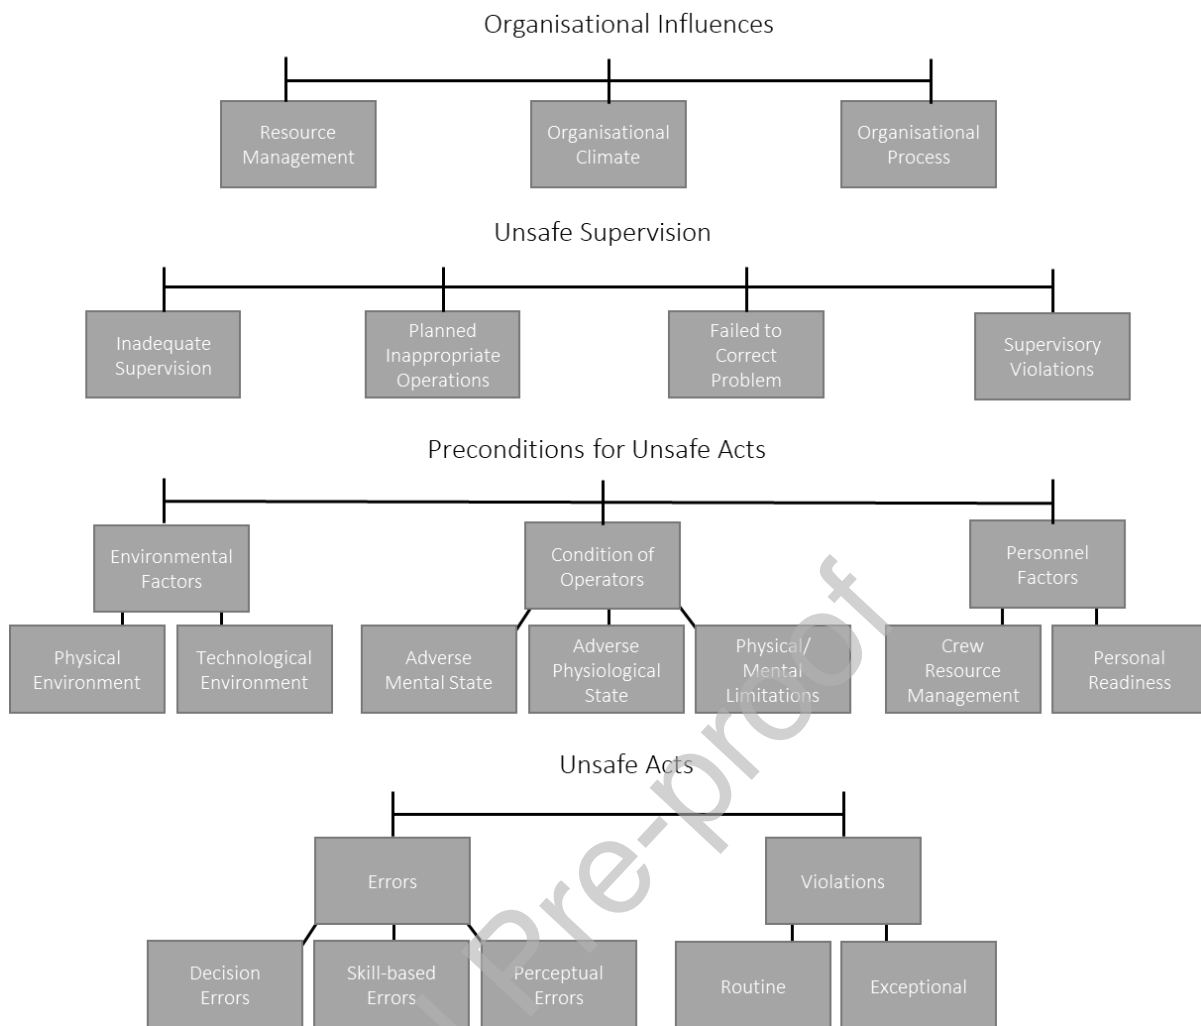 Organisational Influences
Resource
Management
Organisational
Climate
Organisational
Process
Unsafe Supervision
Inadequate
Supervision
Planned
Inappropriate
Operations
Failed to
Correct
Problem
Supervisory
Violations
Preconditions for Unsafe Acts
Environmental
Factors
Condition of
Operators
Personnel
Factors
Physical
Environment
Technological
Environment
Adverse
Mental State
Adverse
Physiological
State
Physical/
Mental
Limitations
Crew
Resource
Management
Personal
Readiness
Unsafe Acts
Errors
Violations
Decision
Errors
Skill-based
Errors
Perceptual
Errors
Routine
Exceptional
Pre-proof